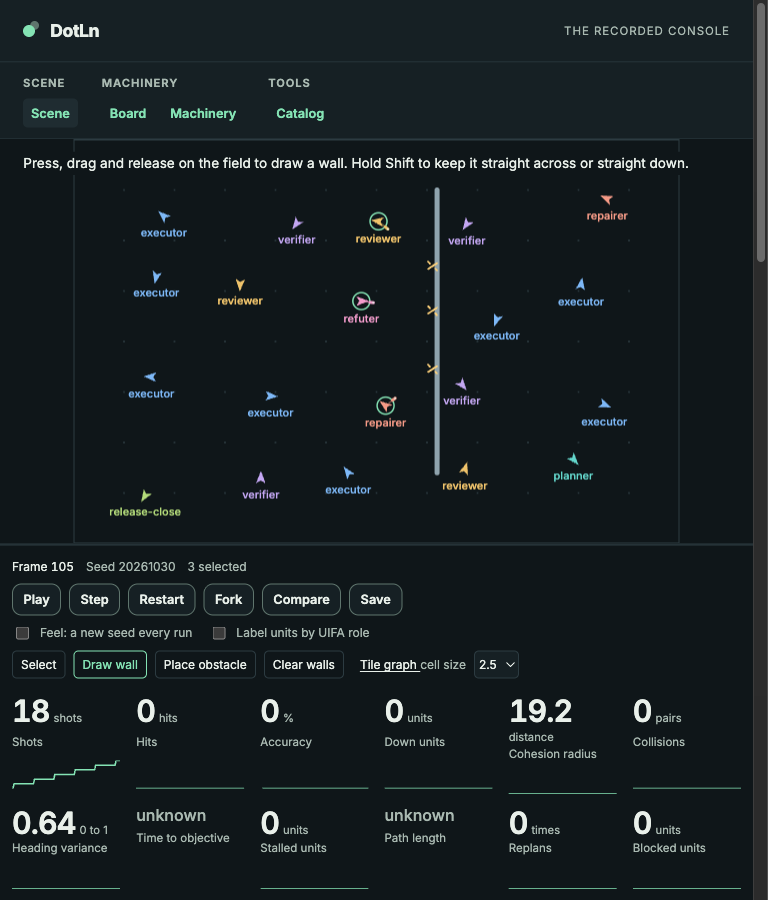 DotLn
THE RECORDED CONSOLE
SCENE MACHINERY TOOLS
Scene Board Machinery Catalog
Press, drag and release on the field to draw a wall. Hold Shift to keep it straight across or straight down.
repairer
executor verifier reviewer verifier
executor reviewer executor
refuter executor
executor executor verifier
repairer executor
planner
verifier executor reviewer
release-close
Frame 105 Seed 20261030 3 selected
Play Step Restart Fork Compare Save
Feel: a new seed every run Label units by UIFA role
Select Draw wall Place obstacle Clear walls Tile graph cell size 2.5
18 shots 0 hits 0 % 0 units 19.2 distance 0 pairs
Shots Hits Accuracy Down units Cohesion radius Collisions
0.64 0 to 1 unknown 0 units unknown 0 times 0 units
Heading variance Time to objective Stalled units Path length Replans Blocked units